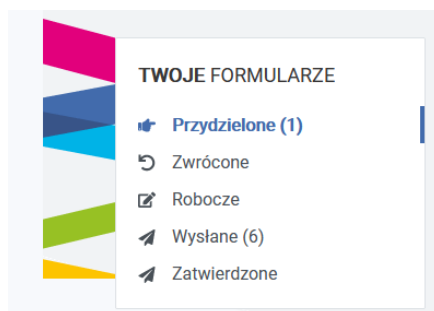 TWOJE FORMULARZE
Przydzielone (1)
Zwrócone
Robocze
Wysłane (6)
Zatwierdzone